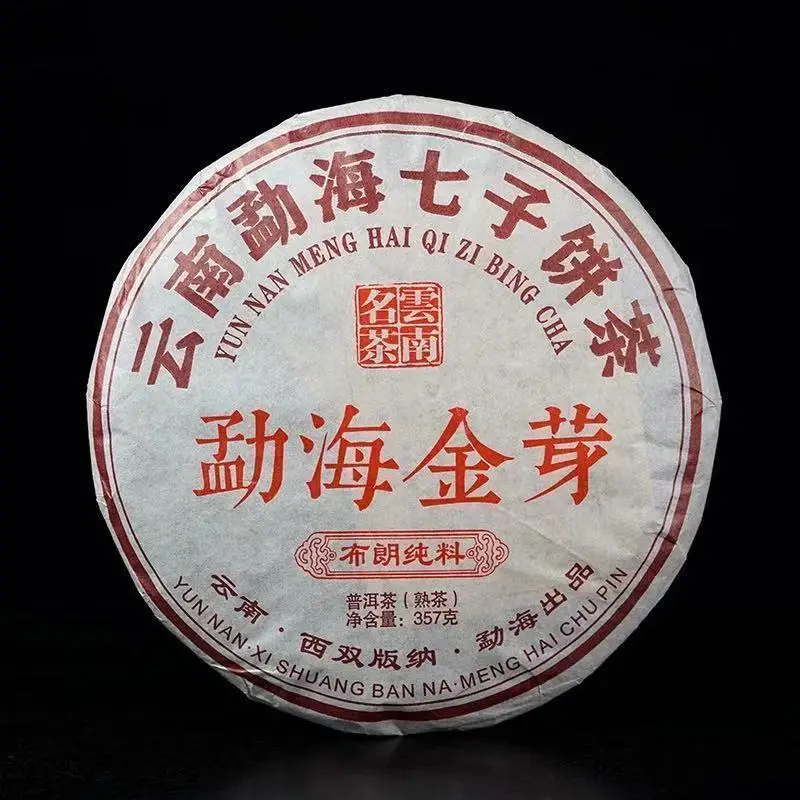 云南勐海七子饼茶
YUN NAN MENG HAI QI ZI BING CHA
雲南
名茶
勐海金芽
布朗纯料
普洱茶（熟茶）
净含量：357克
云南·西双版纳·勐海出品
YUN NAN·XI SHUANG BAN NA·MENG HAI CHU PIN